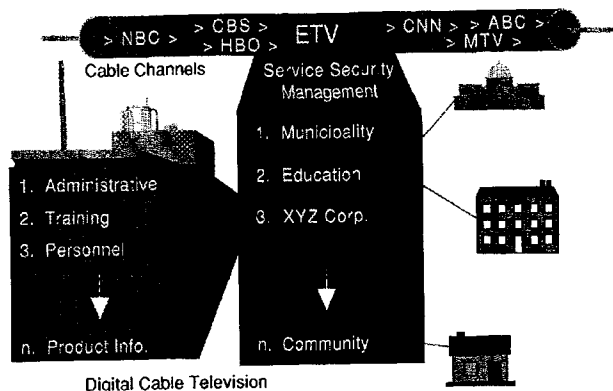 > NBC > > CBS > > HBO > ETV > CNN > > ABC > > MTV >
Cable Channels
Service Security
Management
1. Municioality
2. Education
3. XYZ Corp.
n. Community
1. Administrative
2. Training
3. Personnel
n. Product Info.
Digital Cable Television